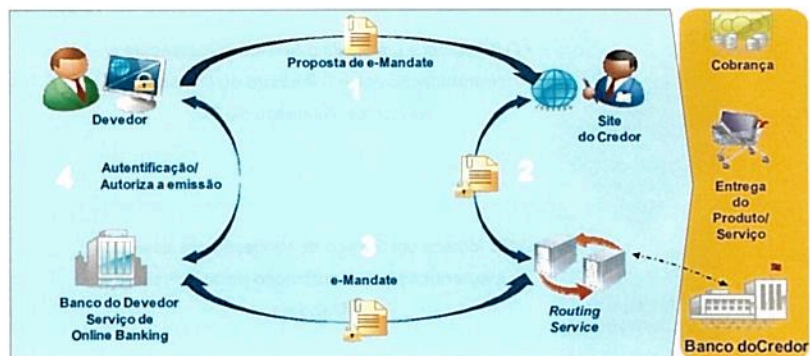 Proposta de e-Mandate
1
Devedor
Site
do Credor
Cobrança
4
Autentificação/
Autoriza a emissão
2
Entrega
do
Produto/
Serviço
3
e-Mandate
Banco do Devedor
Serviço de
Online Banking
Routing
Service
Banco doCredor